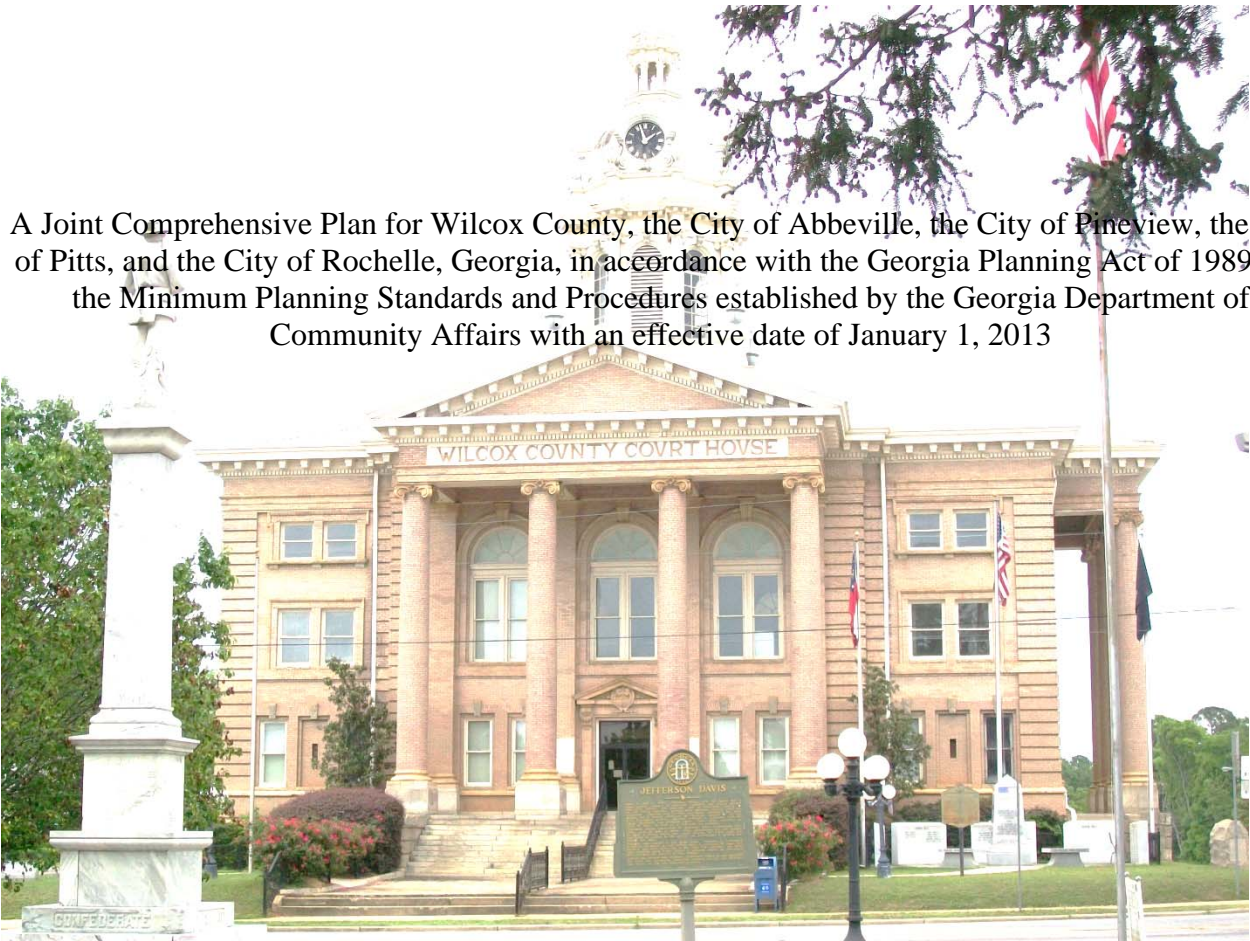 A Joint Comprehensive Plan for Wilcox County, the City of Abbeville, the City of Pineview, the
of Pitts, and the City of Rochelle, Georgia, in accordance with the Georgia Planning Act of 1989
the Minimum Planning Standards and Procedures established by the Georgia Department of
Community Affairs with an effective date of January 1, 2013
WILCOX COVNTY COVRT HOVSE
JEFFERSON DAVIS
CONFEDERATE